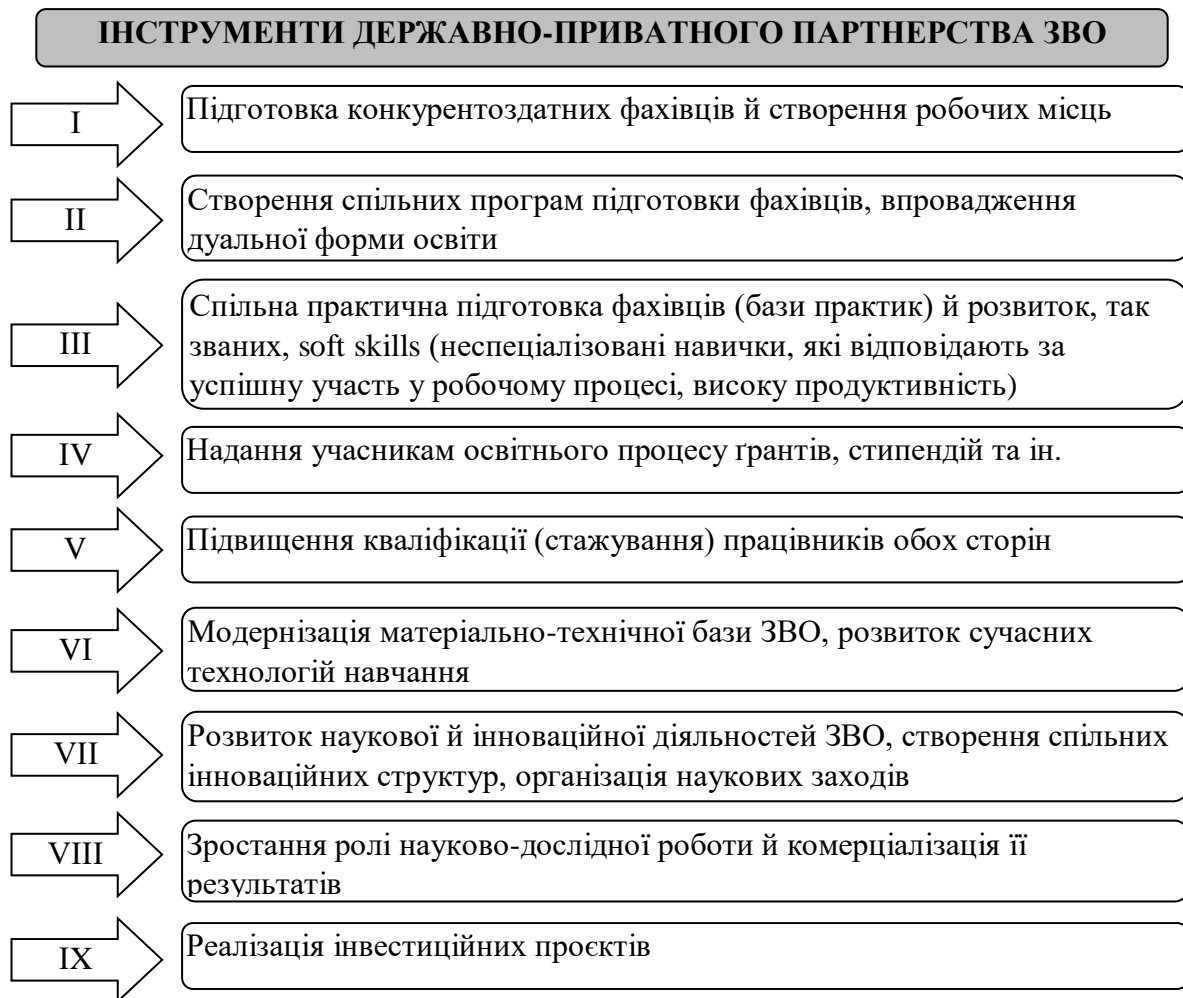 ІНСТРУМЕНТИ ДЕРЖАВНО-ПРИВАТНОГО ПАРТНЕРСТВА ЗВО
I
Підготовка конкурентоздатних фахівців й створення робочих місць
II
Створення спільних програм підготовки фахівців, впровадження
дуальної форми освіти
III
Спільна практична підготовка фахівців (бази практик) й розвиток, так
званих, soft skills (неспеціалізовані навички, які відповідають за
успішну участь у робочому процесі, високу продуктивність)
IV
Надання учасникам освітнього процесу ґрантів, стипендій та ін.
V
Підвищення кваліфікації (стажування) працівників обох сторін
VI
Модернізація матеріально-технічної бази ЗВО, розвиток сучасних
технологій навчання
VII
Розвиток наукової й інноваційної діяльностей ЗВО, створення спільних
інноваційних структур, організація наукових заходів
VIII
Зростання ролі науково-дослідної роботи й комерціалізація її
результатів
IX
Реалізація інвестиційних проєктів